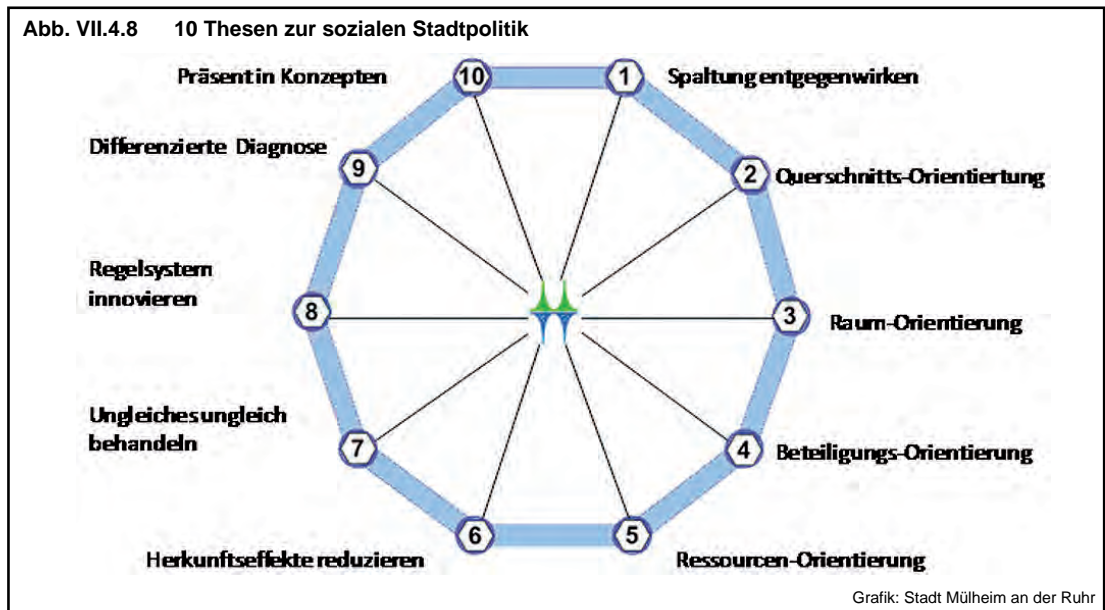 Abb. VII.4.8 10 Thesen zur sozialen Stadtpolitik
Präsent in Konzepten
10
1
Spaltung entgegenwirken
Differenzierte Diagnose
9
2
Querschnitts-Orientiertung
Regelsystem
innovieren
8
3
Raum-Orientierung
Ungleiches ungleich
behandeln
7
4
Beteiligungs-Orientierung
Herkunftseffekte reduzieren
6
5
Ressourcen-Orientierung
Grafik: Stadt Mülheim an der Ruhr